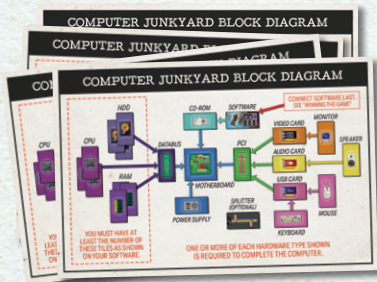 COMPUTER JUNKYARD BLOCK DIAGRAM
COMPUTER JUNKYARD BLOCK DIAGRAM
COMPUTER JUNKYARD BLOCK DIAGRAM
CPU
COMPUTER JUNKYARD BLOCK DIAGRAM
HDD
CPU
RAM
YOU MUST HAVE AT
LEAST THE NUMBER OF
THESE TILES AS SHOWN
ON YOUR SOFTWARE.
DATABUS
CD-ROM
SOFTWARE
CONNECT SOFTWARE LAST.
SEE "WINNING THE GAME"
MOTHERBOARD
POWER SUPPLY
PCI
VIDEO CARD
MONITOR
AUDIO CARD
SPEAKER
USB CARD
MOUSE
KEYBOARD
SPLITTER
(OPTIONAL)
ONE OR MORE OF EACH HARDWARE TYPE SHOWN
IS REQUIRED TO COMPLETE THE COMPUTER.